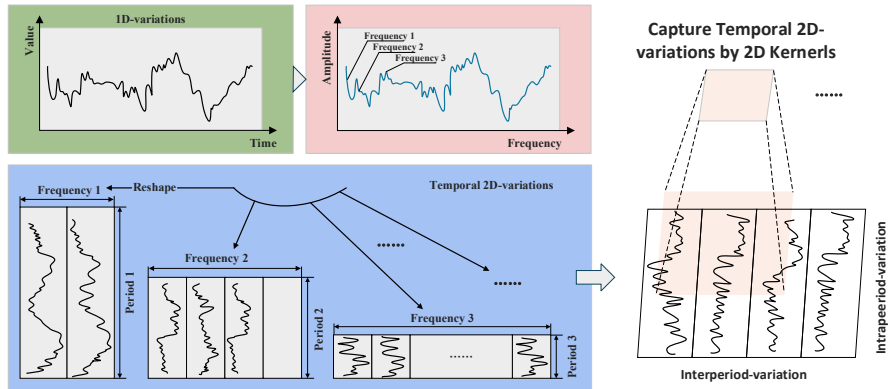 1D-variations
Value
Time
Amplitude
Frequency 1
Frequency 2
Frequency 3
Frequency
Capture Temporal 2D-
variations by 2D Kernerls
......
Temporal 2D-variations
Reshape
Frequency 1
Period 1
Frequency 2
Period 2
......
......
Frequency 3
......
Period 3
Interperiod-variation
Intrapeeriod-variation